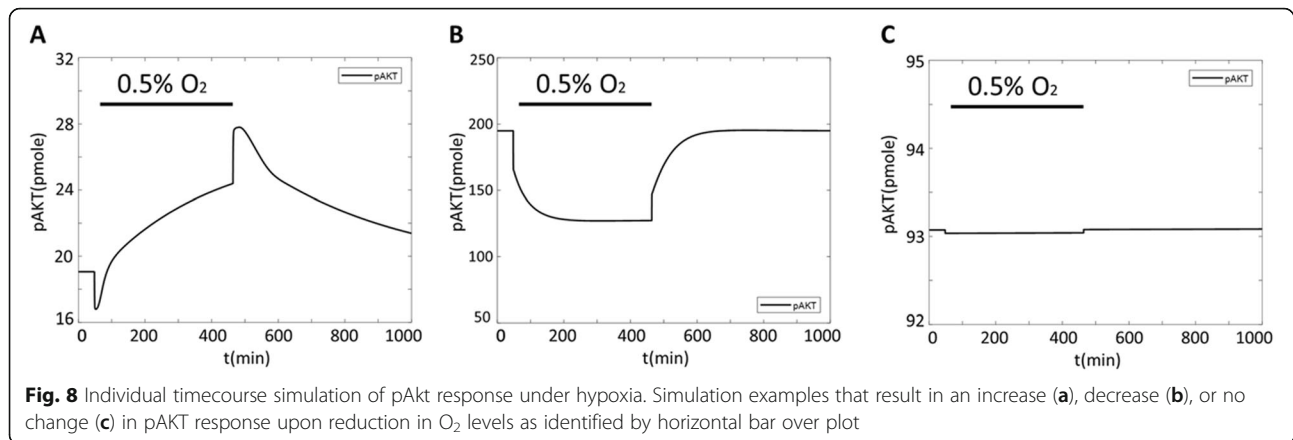 A
32
28
24
20
16
pAKT(pmole)
0.5% O₂
pAKT
0 200 400 600 800 1000
t(min)
B
250
200
150
100
50
pAKT(pmole)
0.5% O₂
pAKT
0 200 400 600 800 1000
t(min)
C
95
94
93
92
pAKT(pmole)
0.5% O₂
pAKT
0 200 400 600 800 1000
t(min)
Fig. 8 Individual timecourse simulation of pAkt response under hypoxia. Simulation examples that result in an increase (a), decrease (b), or no
change (c) in pAKT response upon reduction in O₂ levels as identified by horizontal bar over plot